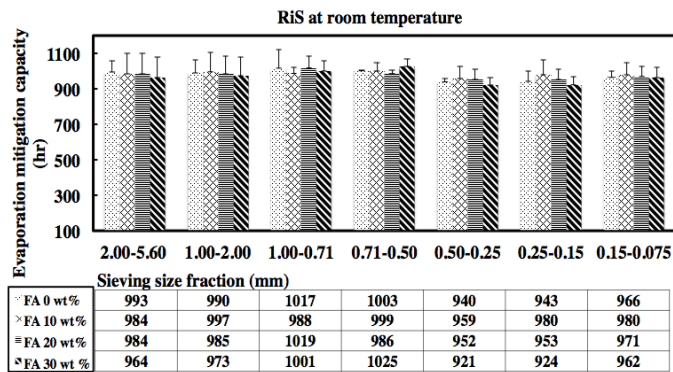 RiS at room temperature
Evaporation mitigation capacity
(hr)
1100
900
700
500
300
100
2.00-5.60 1.00-2.00 1.00-0.71 0.71-0.50 0.50-0.25 0.25-0.15 0.15-0.075
Sieving size fraction (mm)
FA 0 wt% 993 990 1017 1003 940 943 966
FA 10 wt% 984 997 988 999 959 980 980
FA 20 wt% 984 985 1019 986 952 953 971
FA 30 wt % 964 973 1001 1025 921 924 962